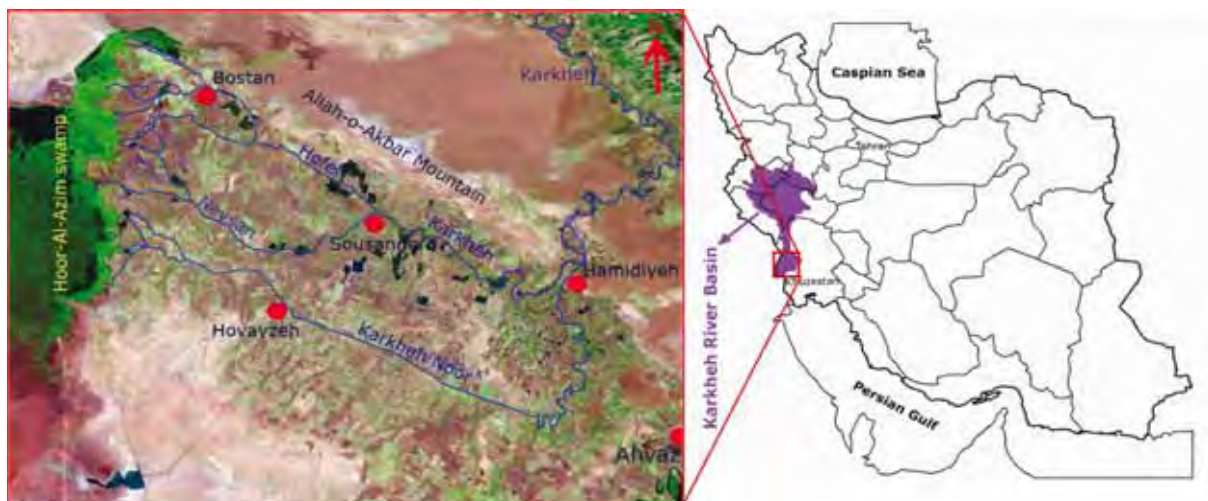 Bostan
Karkheh
Allah-o-Akbar Mountain
Hofel
Karkheh
Nissan
Sousangerd
Hamidiyeh
Hovayzeh
Karkheh Noor
Ahvaz
Hoor-Al-Azim swamp
Caspian Sea
Tehran
Karkheh River Basin
Khuzestan
Persian Gulf